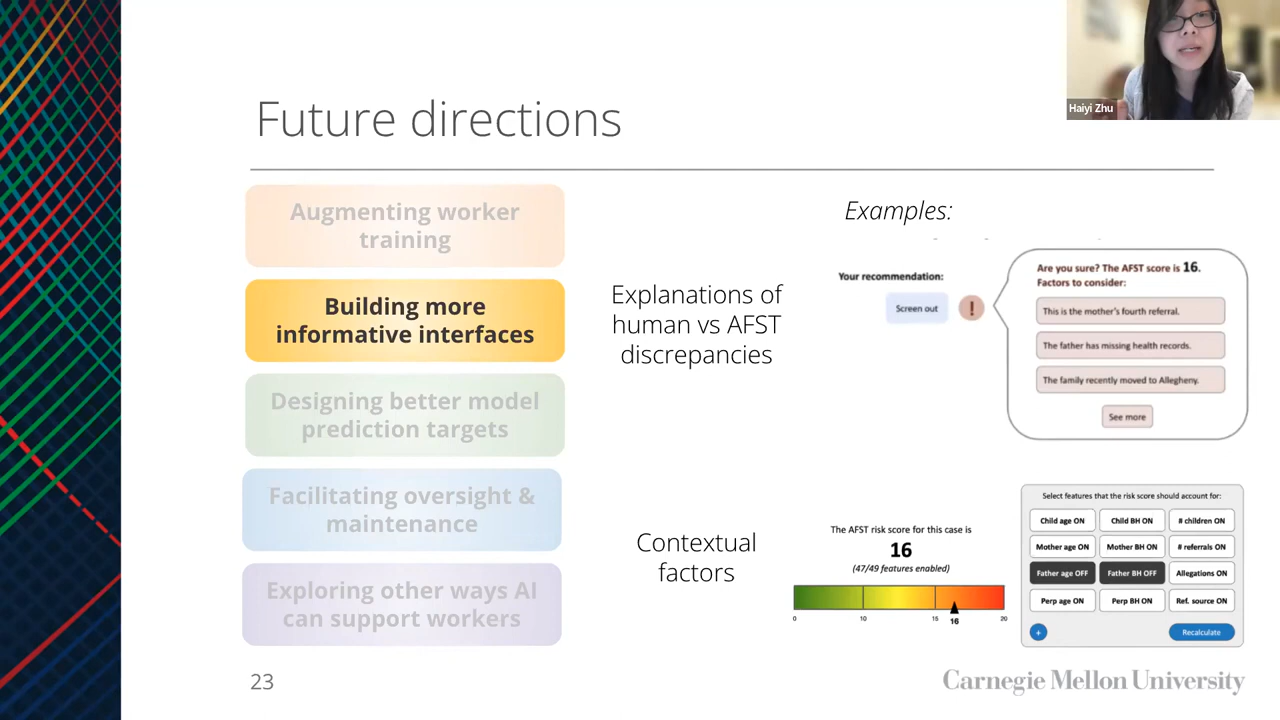 Haiyi Zhu
Future directions
Augmenting worker
training
Building more
informative interfaces
Designing better model
prediction targets
Facilitating oversight &
maintenance
Exploring other ways AI
can support workers
Explanations of
human vs AFST
discrepancies
Examples:
Your recommendation:
Screen out
!
Are you sure? The AFST score is 16.
Factors to consider:
This is the mother's fourth referral.
The father has missing health records.
The family recently moved to Allegheny.
See more
Contextual
factors
The AFST risk score for this case is
16
(47/49 features enabled)
0 10 15 20
16
Select features that the risk score should account for:
Child age ON Child BH ON # children ON
Mother age ON Mother BH ON # referrals ON
Father age OFF Father BH OFF Allegations ON
Perp age ON Perp BH ON Ref. source ON
+ Recalculate
23
Carnegie Mellon University